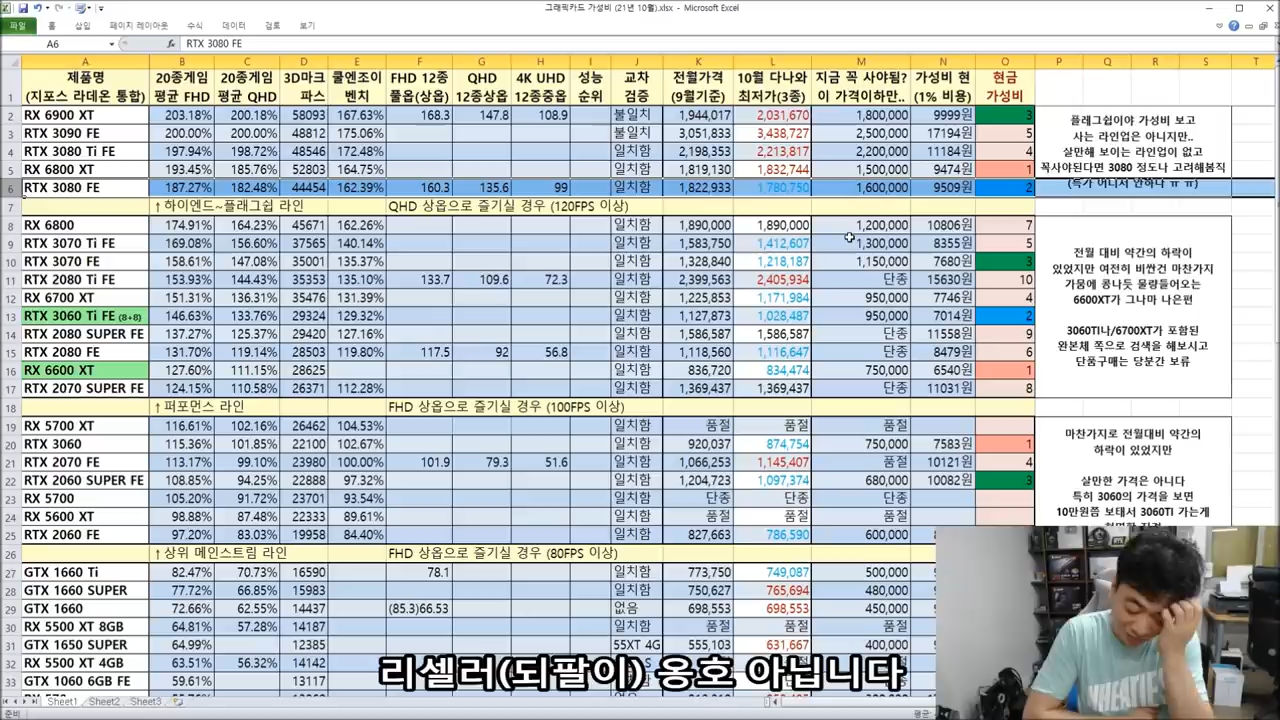 그래픽카드 가성비 (21년 10월).xlsx - Microsoft Excel
파일 홈 삽입 페이지 레이아웃 수식 데이터 검토 보기
A6 fx RTX 3080 FE
A B C D E F G H I J K L M N O P Q R S T
1 제품명 (지포스 라데온 통합) 20종게임 평균 FHD 20종게임 평균 QHD 3D마크 파스 쿨엔조이 벤치 FHD 12종 풀옵(상옵) QHD 12종상옵 4K UHD 12종중옵 성능 순위 교차 검증 전월가격 (9월기준) 10월 다나와 최저가(3종) 지금 꼭 사야됨? 이 가격이하만.. 가성비 현 (1% 비용) 현금 가성비
2 RX 6900 XT 203.18% 200.18% 58093 167.63% 168.3 147.8 108.9 불일치 1,944,017 2,031,670 1,800,000 9999원 3
3 RTX 3090 FE 200.00% 200.00% 48812 175.06% 불일치 3,051,833 3,438,727 2,500,000 17194원 5
4 RTX 3080 Ti FE 197.94% 198.72% 48546 172.48% 일치함 2,198,353 2,213,817 2,200,000 11184원 4
5 RX 6800 XT 193.45% 185.76% 52803 164.75% 일치함 1,819,130 1,832,744 1,500,000 9474원 1
6 RTX 3080 FE 187.27% 182.48% 44454 162.39% 160.3 135.6 99 일치함 1,822,933 1,780,750 1,600,000 9509원 2
플래그쉽이야 가성비 보고
사는 라인업은 아니지만..
살만해 보이는 라인업이 없고
꼭사야된다면 3080 정도나 고려해봄직
(특가 어디서 안하나 ㅠㅠ)
7 ↑하이엔드~플래그쉽 라인 QHD 상옵으로 즐기실 경우 (120FPS 이상)
8 RX 6800 174.91% 164.23% 45671 162.26% 일치함 1,890,000 1,890,000 1,200,000 10806원 7
9 RTX 3070 Ti FE 169.08% 156.60% 37565 140.14% 일치함 1,583,750 1,412,607 1,300,000 8355원 5
10 RTX 3070 FE 158.61% 147.08% 35001 135.37% 일치함 1,328,840 1,218,187 1,150,000 7680원 3
11 RTX 2080 Ti FE 153.93% 144.43% 35353 135.10% 133.7 109.6 72.3 일치함 2,399,563 2,405,934 단종 15630원 10
12 RX 6700 XT 151.31% 136.31% 35476 131.39% 일치함 1,225,853 1,171,984 950,000 7746원 4
13 RTX 3060 Ti FE (8+8) 146.63% 133.76% 29324 129.32% 일치함 1,127,873 1,028,487 950,000 7014원 2
14 RTX 2080 SUPER FE 137.27% 125.37% 29420 127.16% 일치함 1,586,587 1,586,587 단종 11558원 9
15 RTX 2080 FE 131.70% 119.14% 28503 119.80% 117.5 92 56.8 일치함 1,118,560 1,116,647 단종 8479원 6
16 RX 6600 XT 127.60% 111.15% 28625 일치함 836,720 834,474 750,000 6540원 1
17 RTX 2070 SUPER FE 124.15% 110.58% 26371 112.28% 일치함 1,369,437 1,369,437 단종 11031원 8
전월 대비 약간의 하락이
있었지만 여전히 비싼건 마찬가지
가뭄에 콩나듯 물량들어오는
6600XT가 그나마 나은편
3060TI나/6700XT가 포함된
완본체 쪽으로 검색을 해보시고
단품구매는 당분간 보류
18 ↑퍼포먼스 라인 FHD 상옵으로 즐기실 경우 (100FPS 이상)
19 RX 5700 XT 116.61% 102.16% 26462 104.53% 일치함 품절 품절 품절
20 RTX 3060 115.36% 101.85% 22100 102.67% 일치함 920,037 874,754 750,000 7583원 1
21 RTX 2070 FE 113.17% 99.10% 23980 100.00% 101.9 79.3 51.6 일치함 1,066,253 1,145,407 품절 10121원 4
22 RTX 2060 SUPER FE 108.85% 94.25% 22888 97.32% 일치함 1,204,723 1,097,374 680,000 10082원 3
23 RX 5700 105.20% 91.72% 23701 93.54% 일치함 단종 단종 단종
24 RX 5600 XT 98.88% 87.48% 22333 89.61% 일치함 품절 품절 품절
25 RTX 2060 FE 97.20% 83.03% 19958 84.40% 일치함 827,663 786,590 600,000
마찬가지로 전월대비 약간의
하락이 있었지만
살만한 가격은 아니다
특히 3060의 가격을 보면
10만원쯤 보태서 3060TI 가는게
26 ↑상위 메인스트림 라인 FHD 상옵으로 즐기실 경우 (80FPS 이상)
27 GTX 1660 Ti 82.47% 70.73% 16590 78.1 일치함 773,750 749,087 500,000
28 GTX 1660 SUPER 77.72% 66.85% 15983 일치함 750,627 765,694 480,000
29 GTX 1660 72.66% 62.55% 14437 (85.3)66.53 없음 698,553 698,553 450,000
30 RX 5500 XT 8GB 64.81% 57.28% 14187 일치함 품절 품절 품절
31 GTX 1650 SUPER 64.99% 12385 55XT 4G 555,103 631,667 400,000
32 RX 5500 XT 4GB 63.51% 56.32% 14142
33 GTX 1060 6GB FE 59.61% 13117
리셀러(되팔이) 옹호 아닙니다
Sheet1 Sheet2 Sheet3
준비 평균: